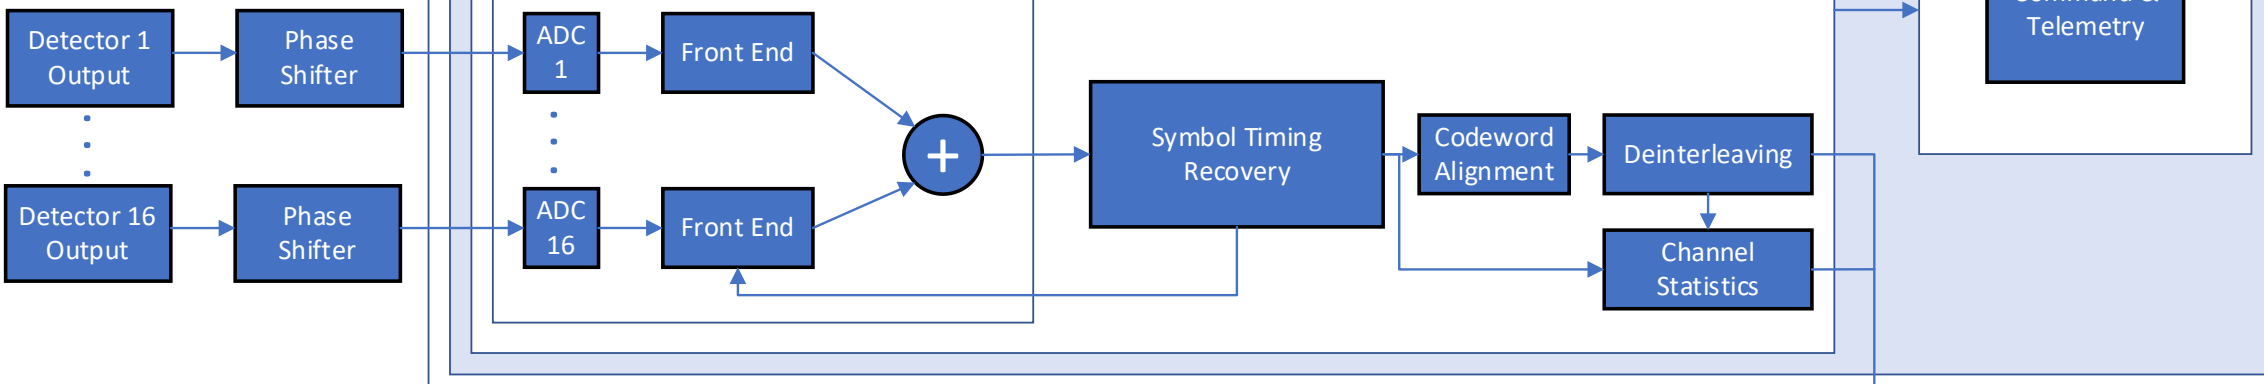 Detector 1
Output
Phase
Shifter
ADC
1
Front End
Detector 16
Output
Phase
Shifter
ADC
16
Front End
+
Symbol Timing
Recovery
Codeword
Alignment
Deinterleaving
Channel
Statistics
Telemetry